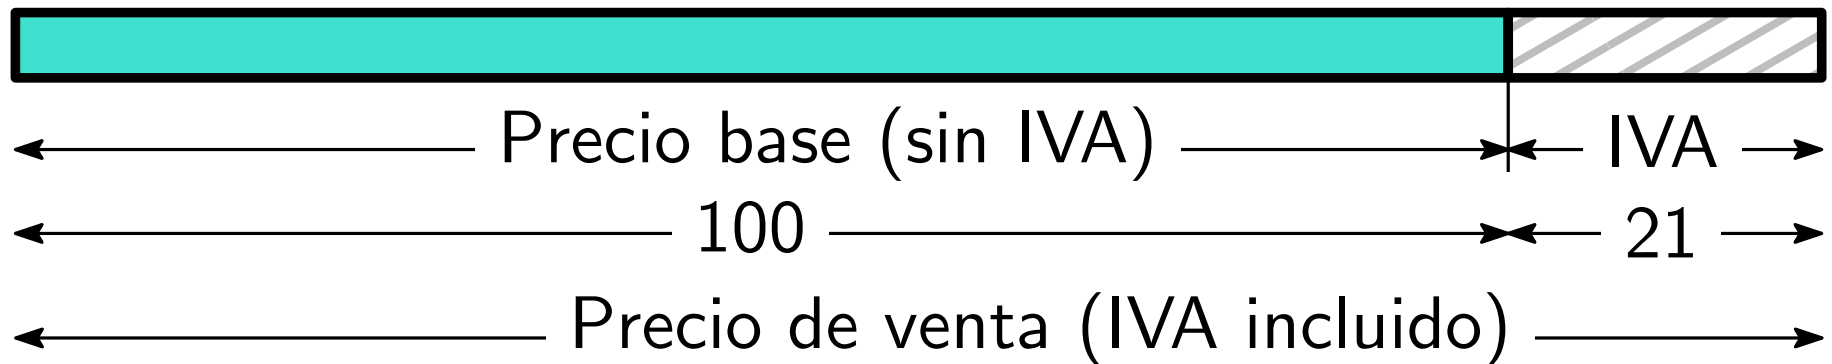 Precio base (sin IVA) IVA
100 21
Precio de venta (IVA incluido)